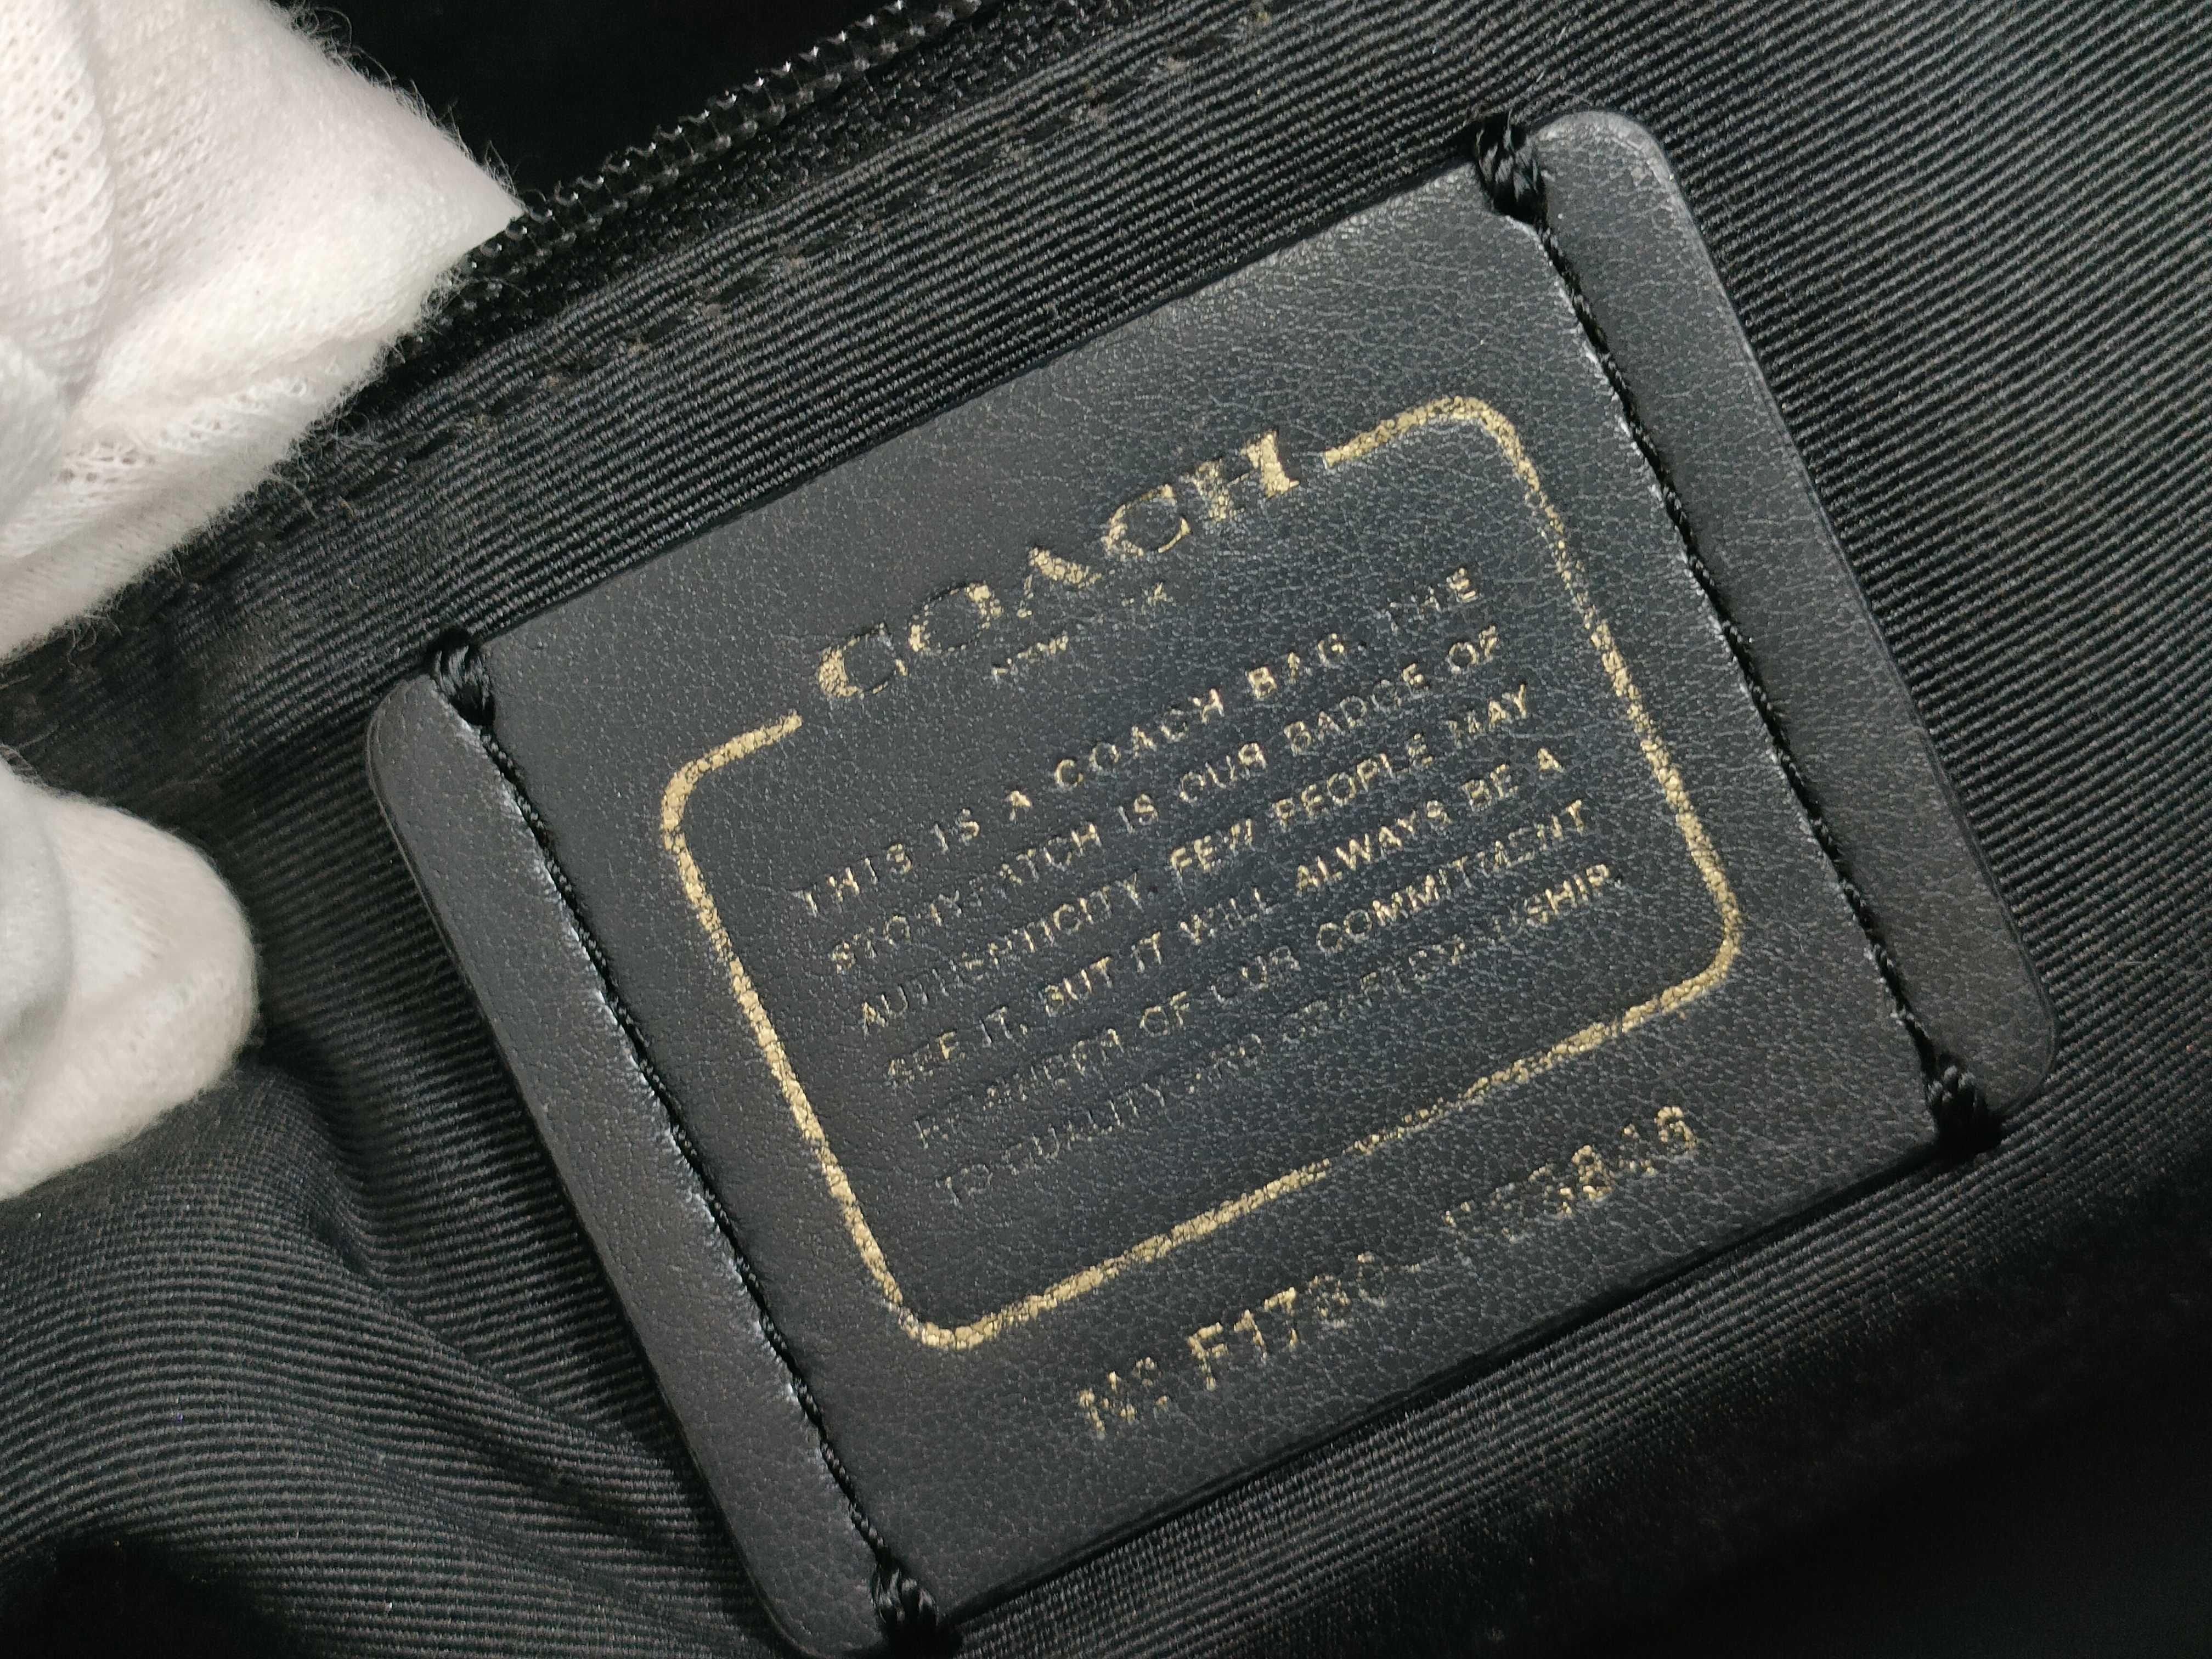 COACH
NEW YORK
THIS IS A COACH BAG. THE
STORYPATCH IS OUR BADGE OF
AUTHENTICITY. FEW PEOPLE MAY
SEE IT, BUT IT WILL ALWAYS BE A
REMINDER OF OUR COMMITMENT
TO QUALITY AND CRAFTSMANSHIP.
Nº